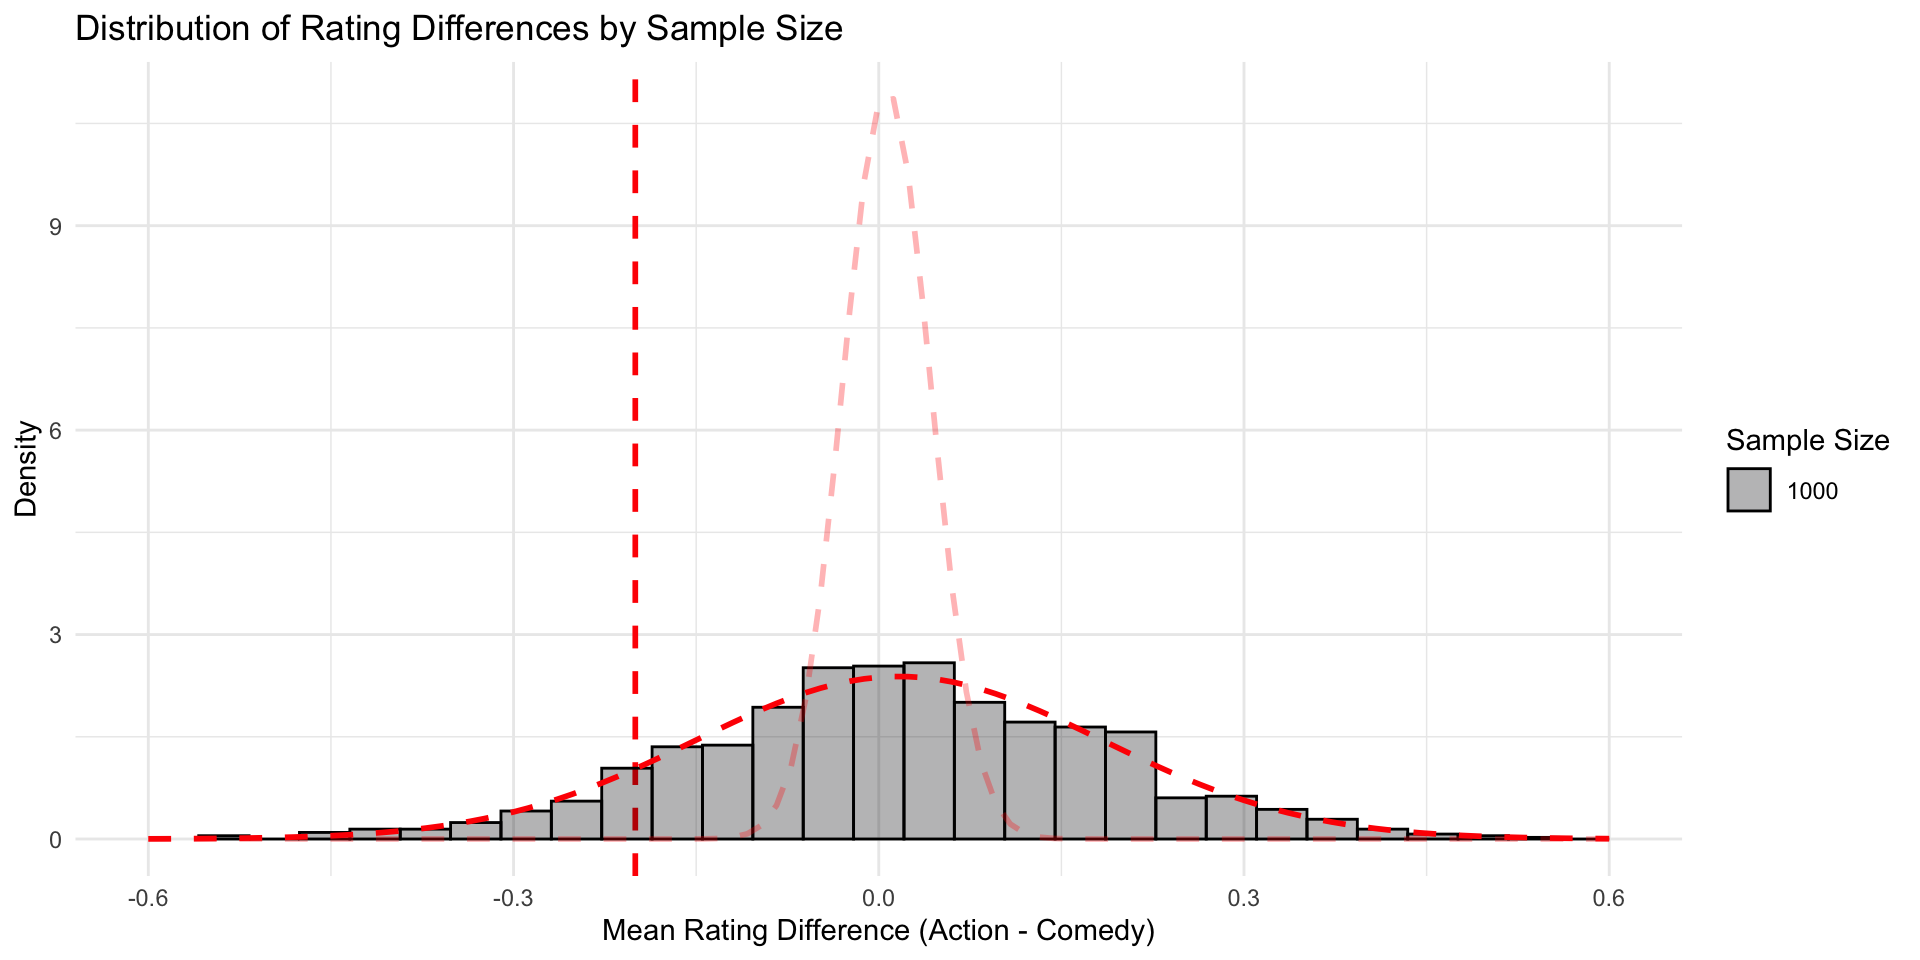 Distribution of Rating Differences by Sample Size
Density
9
6
3
0
-0.6
-0.3
0.0
0.3
0.6
Mean Rating Difference (Action - Comedy)
Sample Size
1000